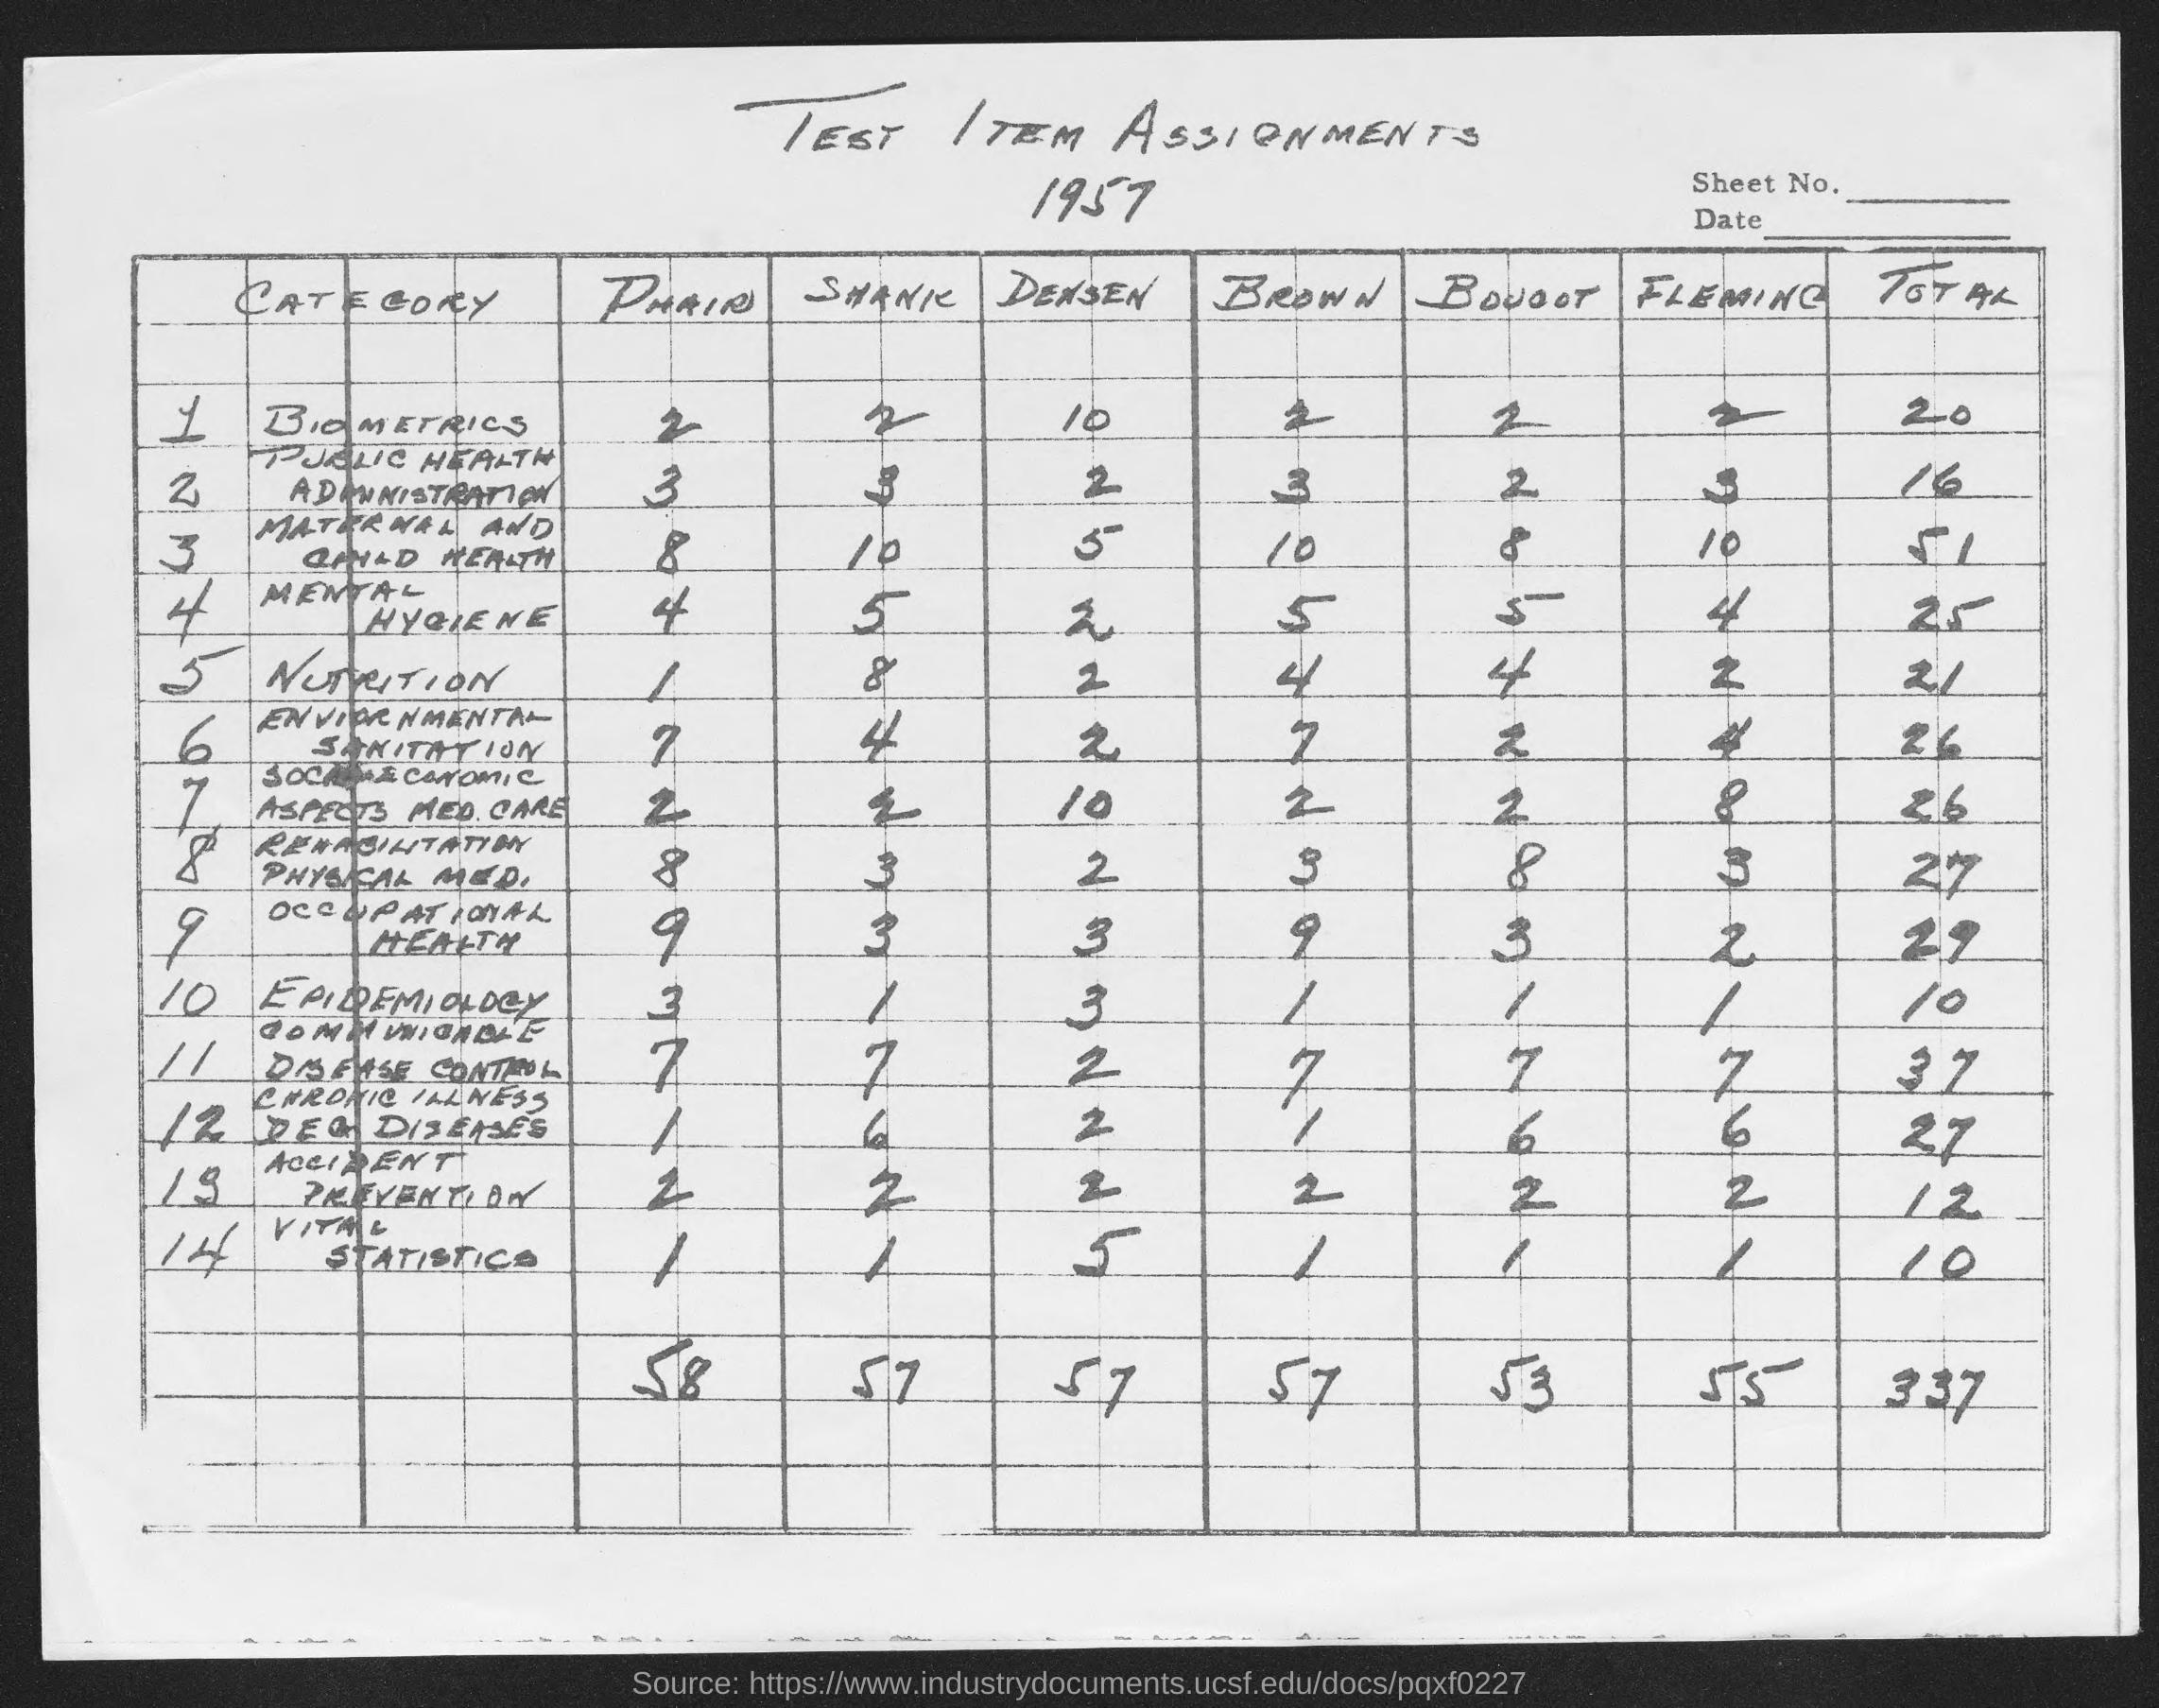 TEST ITEM ASSIGNMENTS
1957
Sheet No.
Date
CATEGORY PHAIR SHANK DENSEN BROWN BOUGOT FLEMING TOTAL
1 BIOMETRICS 2 2 10 2 2 2 20
PUBLIC HEALTH
2 ADMINISTRATION 3 3 2 3 2 3 16
MATERNAL AND
3 CHILD HEALTH 8 10 5 10 8 10 51
MENTAL
4 HYGIENE 4 5 2 5 5 4 25
5 NUTRITION 1 8 2 4 4 2 21
ENVIORNMENTAL
6 SANITATION 7 4 2 7 2 4 26
SOCIOECONOMIC
7 ASPECTS MED. CARE 2 2 10 2 2 8 26
REHABILITATION
8 PHYSICAL MED. 8 3 2 3 8 3 27
OCCUPATIONAL
9 HEALTH 9 3 3 9 3 2 29
10 EPIDEMIOLOGY 3 1 3 1 1 1 10
COMMUNICABLE
11 DISEASE CONTROL 7 7 2 7 7 7 37
CHRONIC ILLNESS
12 DEG DISEASES 1 6 2 1 6 6 27
ACCIDENT
13 PREVENTION 2 2 2 2 2 2 12
VITAL
14 STATISTICS 1 1 5 1 1 1 10
58 57 57 57 53 55 337
Source: https://www.industrydocuments.ucsf.edu/docs/pqxf0227